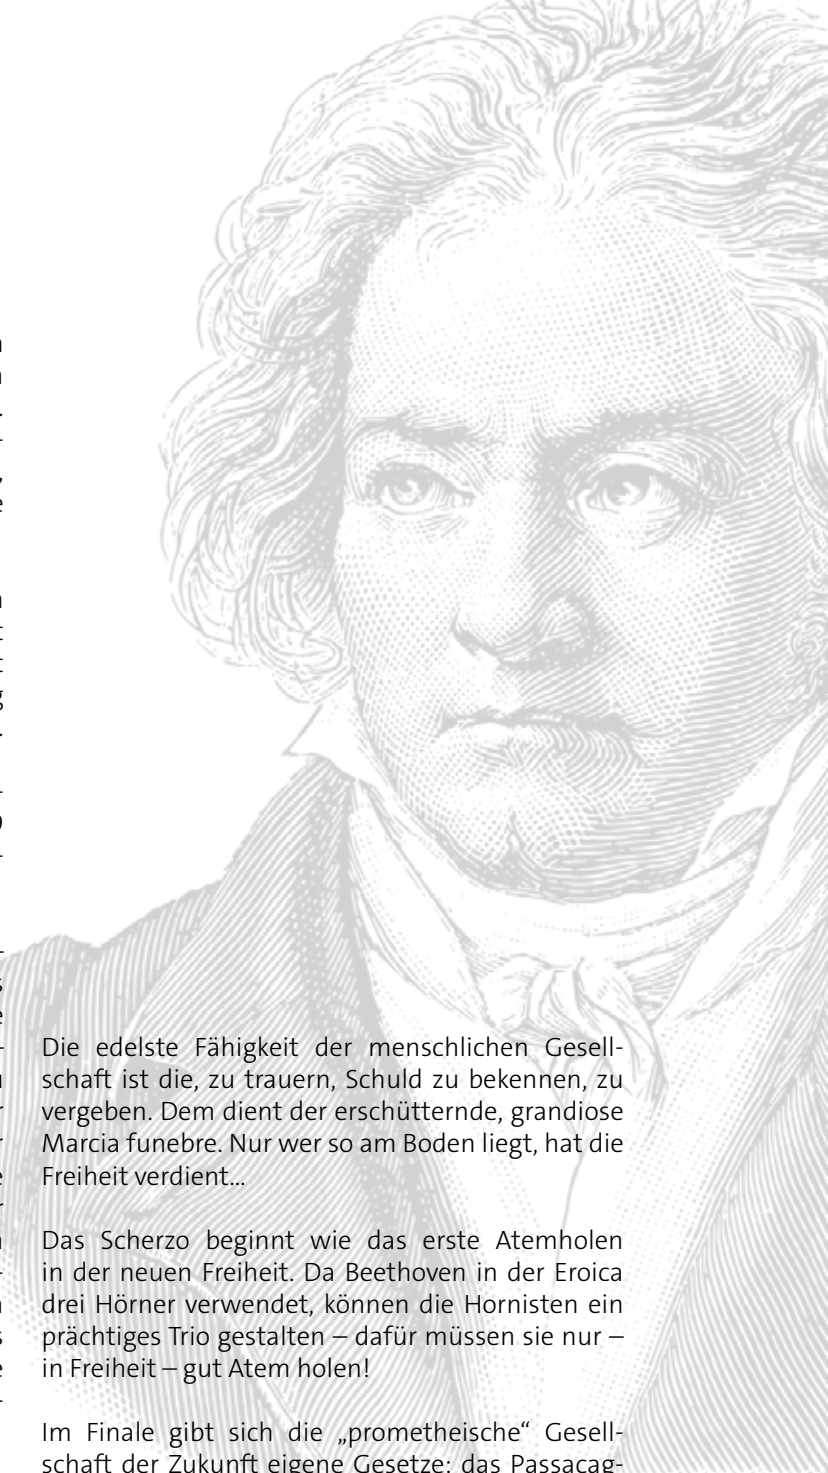 Die edelste Fähigkeit der menschlichen Gesell-
schaft ist die, zu trauern, Schuld zu bekennen, zu
vergeben. Dem dient der erschütternde, grandiose
Marcia funebre. Nur wer so am Boden liegt, hat die
Freiheit verdient...
Das Scherzo beginnt wie das erste Atemholen
in der neuen Freiheit. Da Beethoven in der Eroica
drei Hörner verwendet, können die Hornisten ein
prächtiges Trio gestalten – dafür müssen sie nur –
in Freiheit – gut Atem holen!
Im Finale gibt sich die „prometheische“ Gesell-
schaft der Zukunft eigene Gesetze: das Passacag-